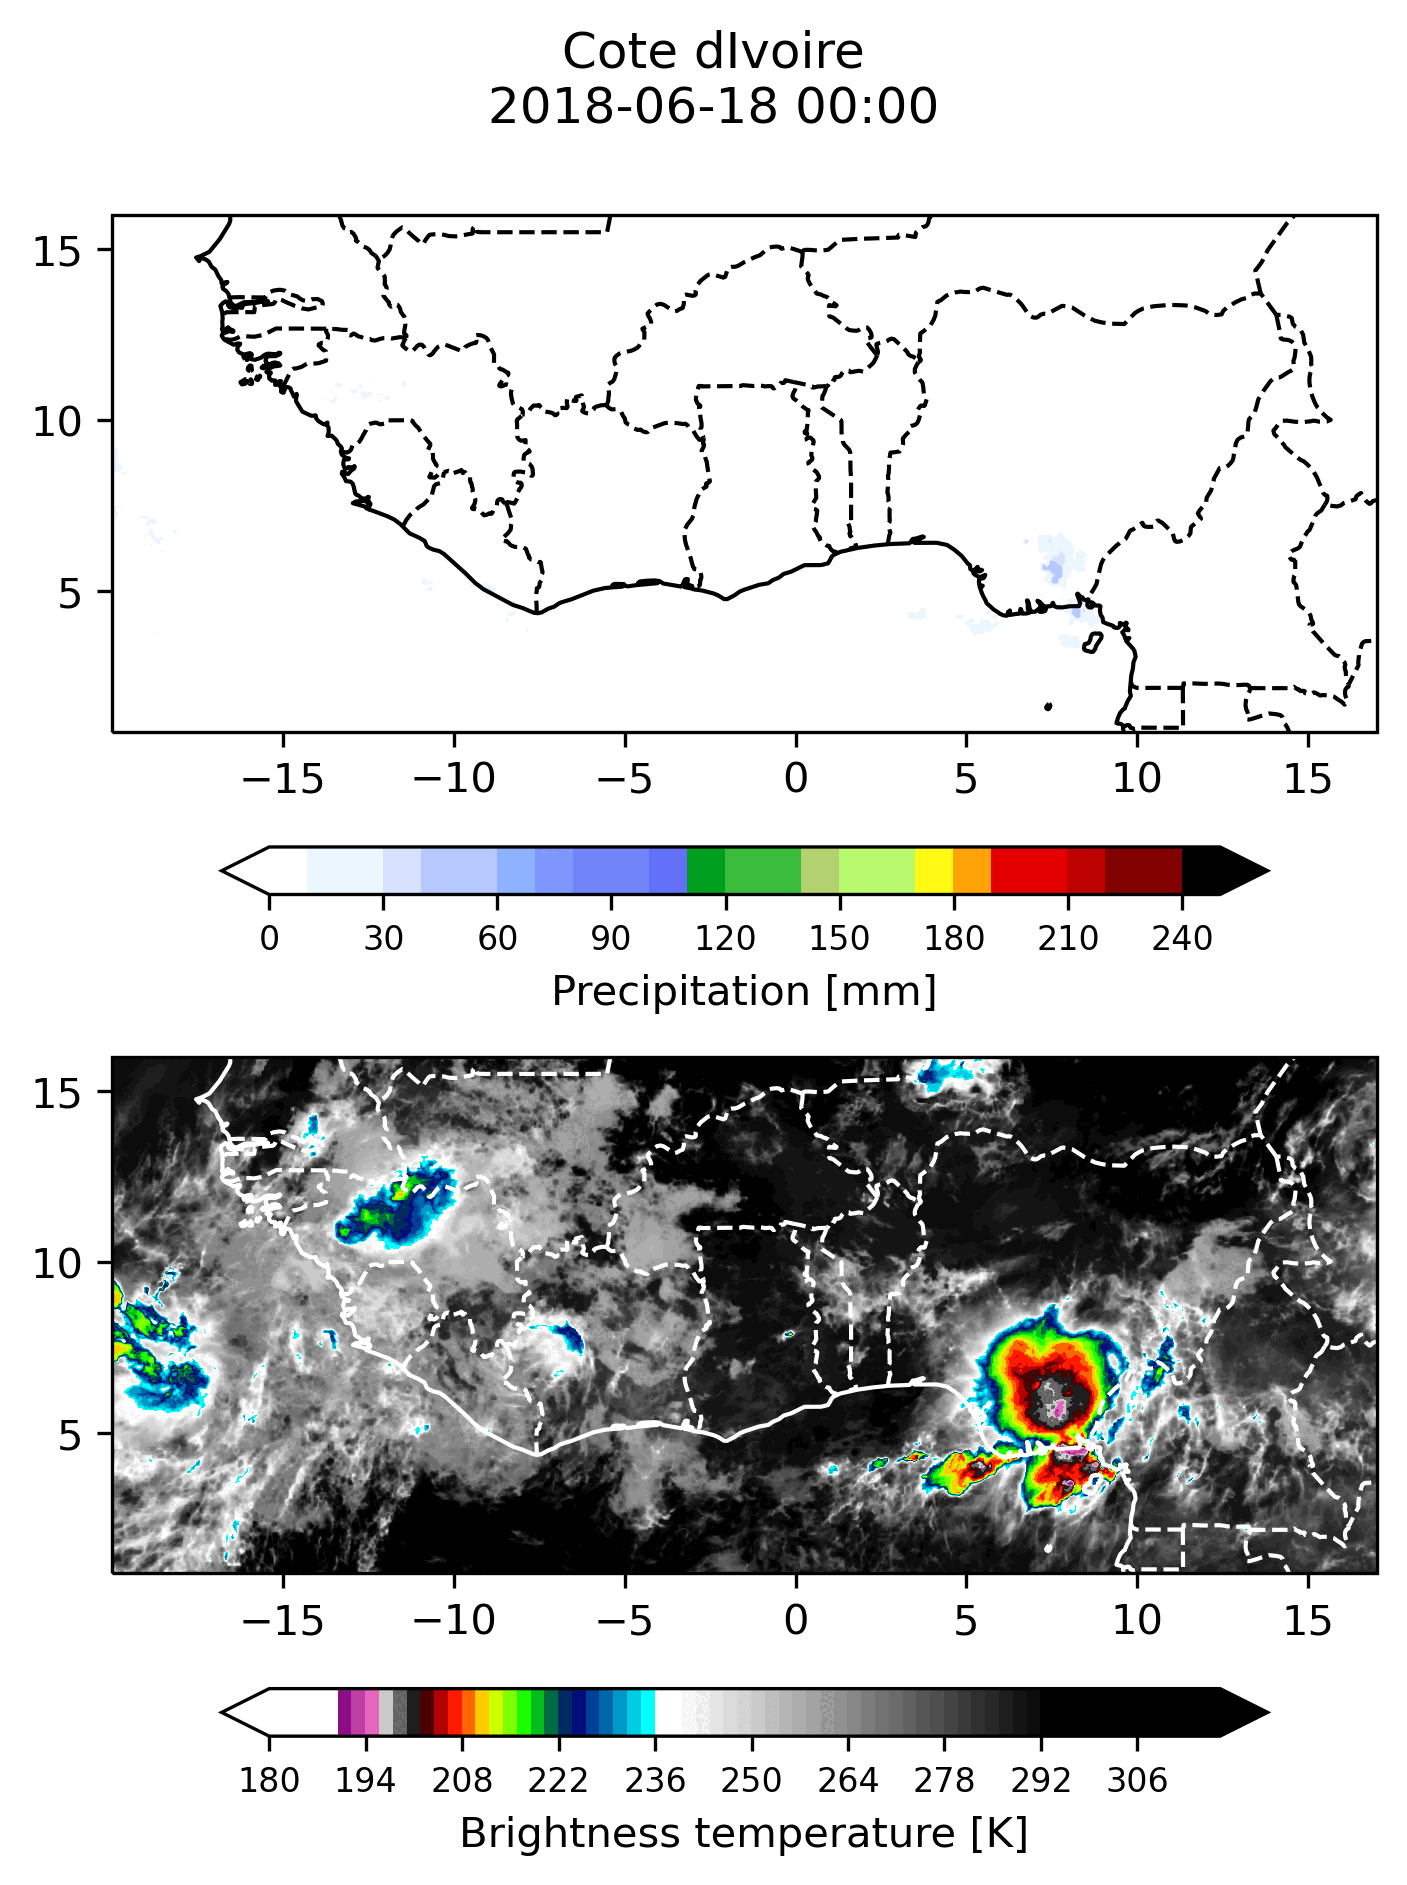 Cote dIvoire
2018-06-18 00:00
15
10
5
−15 −10 −5 0 5 10 15
0 30 60 90 120 150 180 210 240
Precipitation [mm]
15
10
5
−15 −10 −5 0 5 10 15
180 194 208 222 236 250 264 278 292 306
Brightness temperature [K]